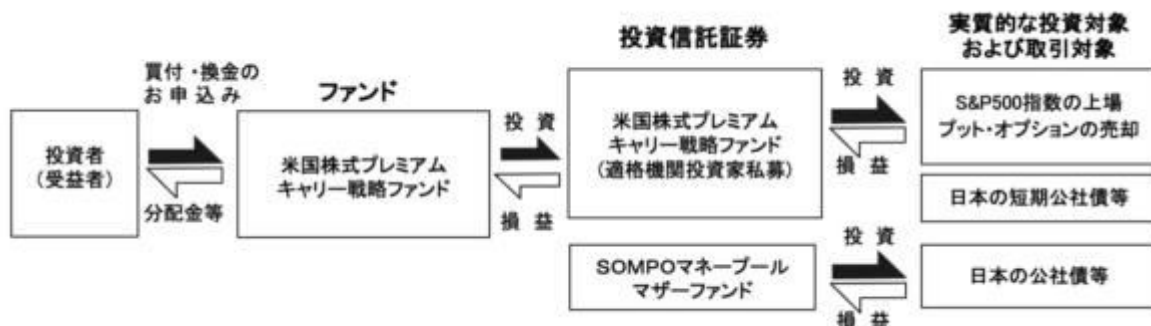 買付・換金の
お申込み
投資者
(受益者)
分配金等
ファンド
米国株式プレミアム
キャリー戦略ファンド
投 資
損 益
投資信託証券
米国株式プレミアム
キャリー戦略ファンド
(適格機関投資家私募)
SOMPOマネープール
マザーファンド
投 資
損 益
投 資
損 益
実質的な投資対象
および取引対象
S&P500指数の上場
プット・オプションの売却
日本の短期公社債等
日本の公社債等